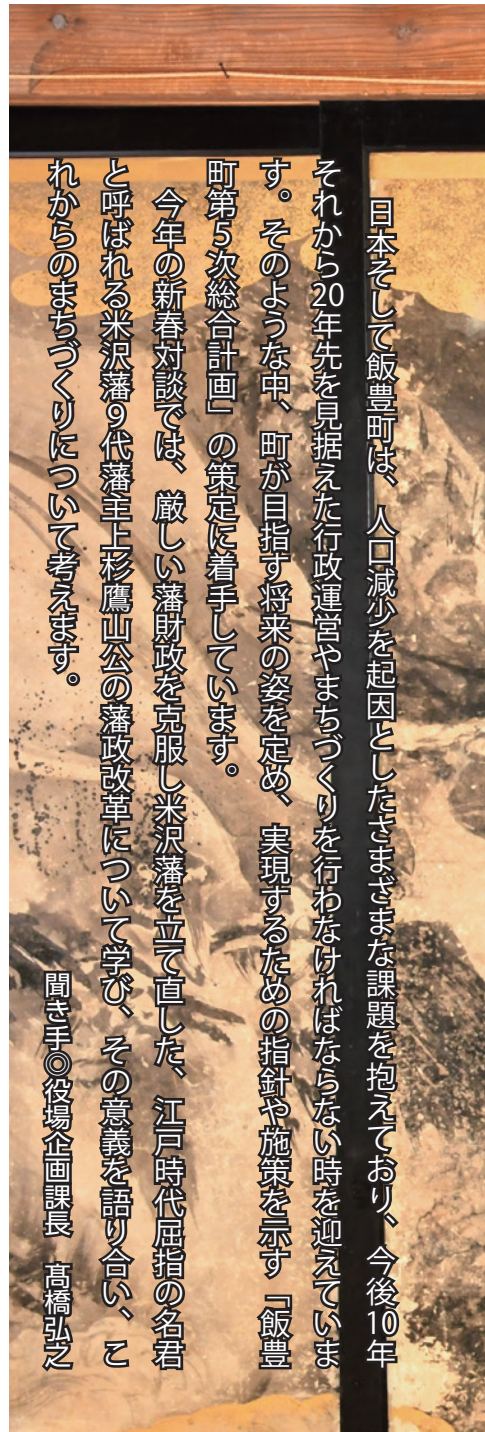 日本そして飯豊町は、人口減少を起因としたさまざまな課題を抱えており、今後10年
それから20年先を見据えた行政運営やまちづくりを行わなければならない時を迎えていま
す。そのような中、町が目指す将来の姿を定め、実現するための指針や施策を示す「飯豊
町第5次総合計画」の策定に着手しています。
　今年の新春対談では、厳しい藩財政を克服し米沢藩を立て直した、江戸時代屈指の名君
と呼ばれる米沢藩9代藩主上杉鷹山公の藩政改革について学び、その意義を語り合い、こ
れからのまちづくりについて考えます。
聞き手◎役場企画課長　髙橋弘之